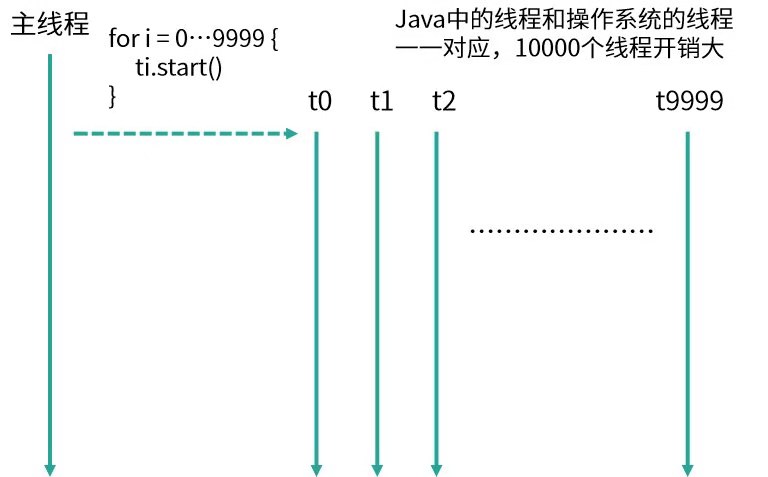 主线程
for i = 0…9999 {
ti.start()
}
Java中的线程和操作系统的线程
一一对应，10000个线程开销大
t0 t1 t2 t9999